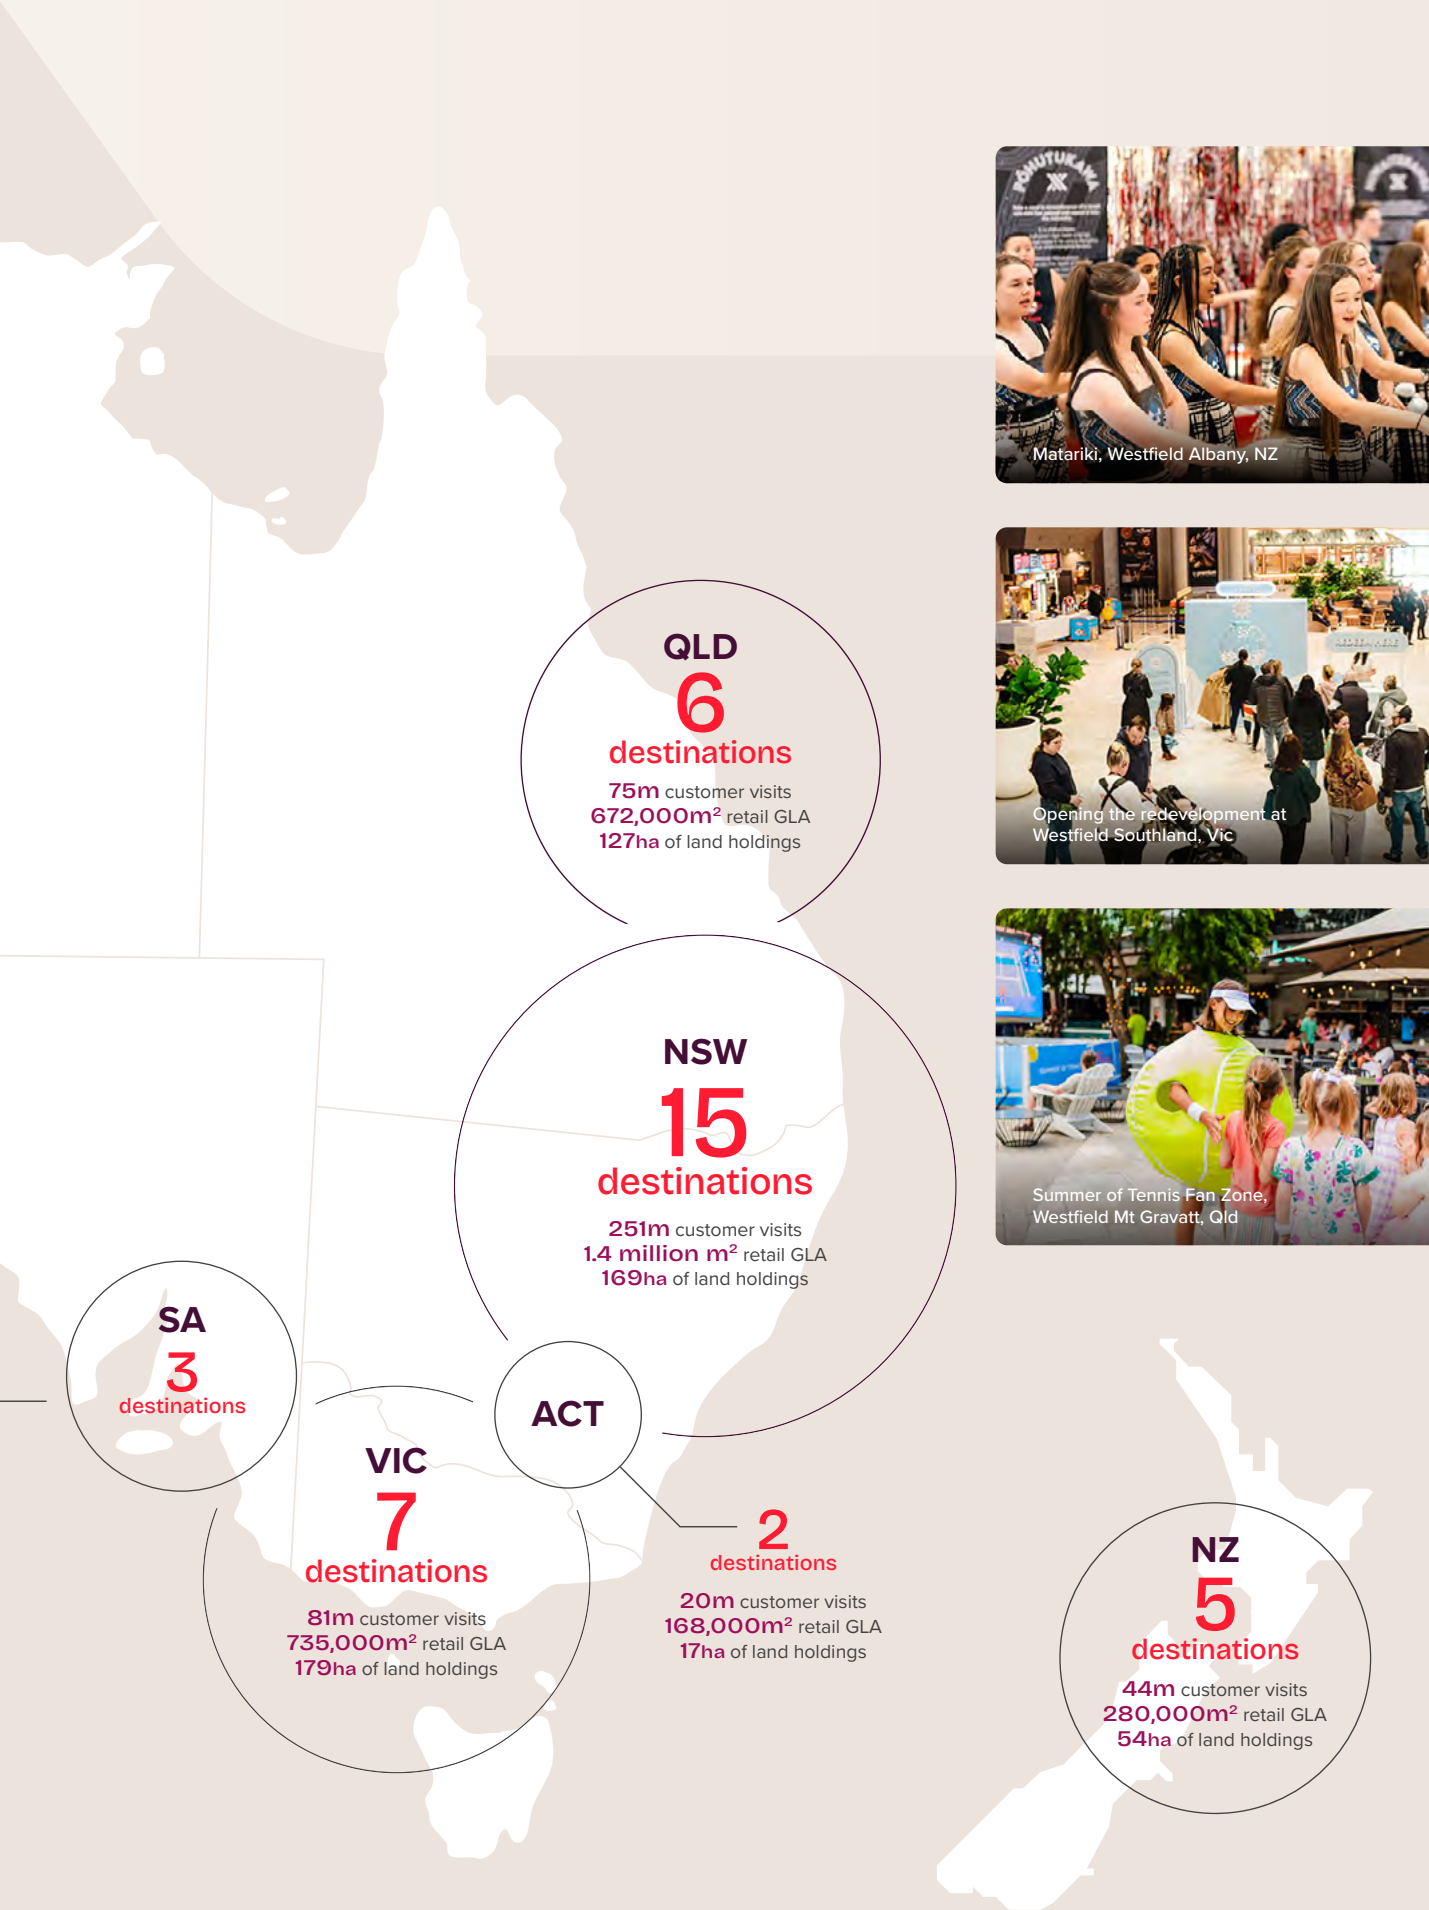 PŌHUTUKAWA
Matariki, Westfield Albany, NZ
Opening the redevelopment at
Westfield Southland, Vic
Summer of Tennis Fan Zone,
Westfield Mt Gravatt, Qld
QLD
6
destinations
75m customer visits
672,000m² retail GLA
127ha of land holdings
NSW
15
destinations
251m customer visits
1.4 million m² retail GLA
169ha of land holdings
SA
3
destinations
ACT
2
destinations
20m customer visits
168,000m² retail GLA
17ha of land holdings
VIC
7
destinations
81m customer visits
735,000m² retail GLA
179ha of land holdings
NZ
5
destinations
44m customer visits
280,000m² retail GLA
54ha of land holdings